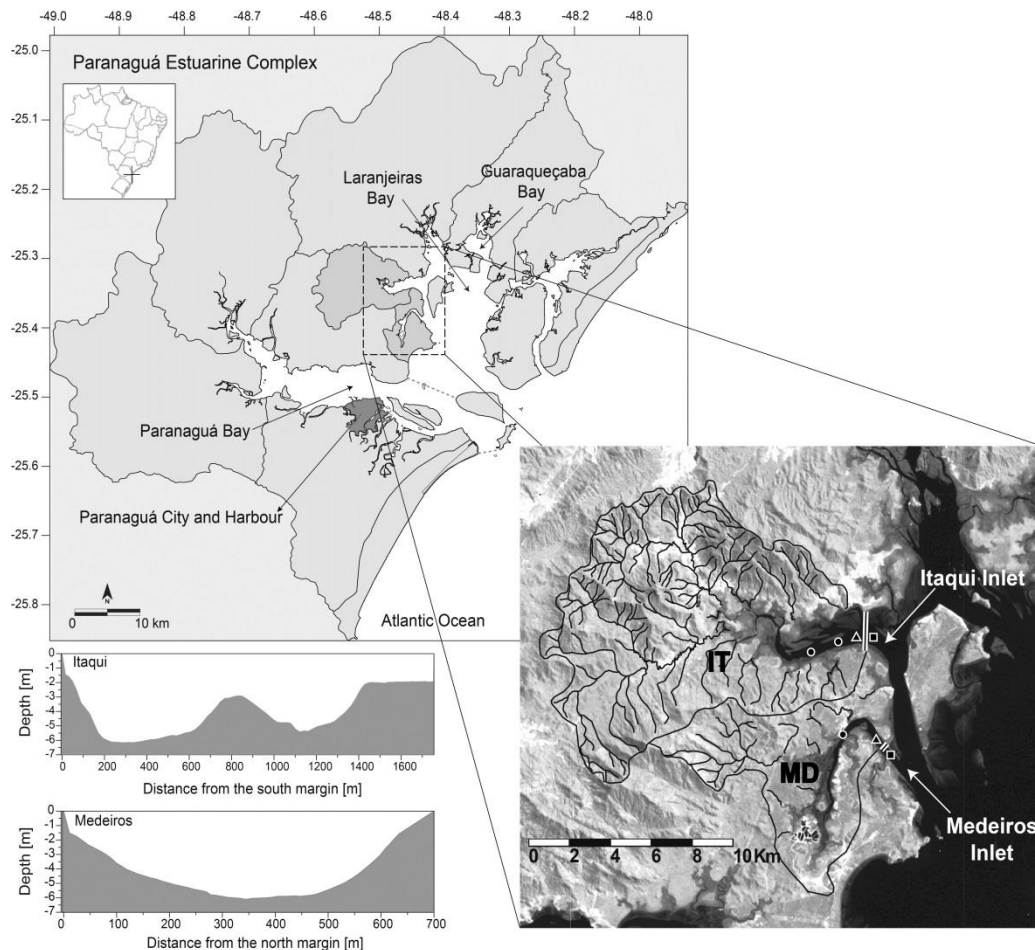 -49.0 -48.9 -48.8 -48.7 -48.6 -48.5 -48.4 -48.3 -48.2 -48.1 -48.0
-25.0
-25.1
-25.2
-25.3
-25.4
-25.5
-25.6
-25.7
-25.8
Paranaguá Estuarine Complex
Laranjeiras
Bay
Guaraqueçaba
Bay
Paranaguá Bay
Paranaguá City and Harbour
N
0 10 km
Atlantic Ocean
Itaqui Inlet
IT
MD
Medeiros
Inlet
0 2 4 6 8 10 Km
Itaqui
Depth [m]
0
-1
-2
-3
-4
-5
-6
-7
0 200 400 600 800 1000 1200 1400 1600
Distance from the south margin [m]
Medeiros
Depth [m]
0
-1
-2
-3
-4
-5
-6
-7
0 100 200 300 400 500 600 700
Distance from the north margin [m]